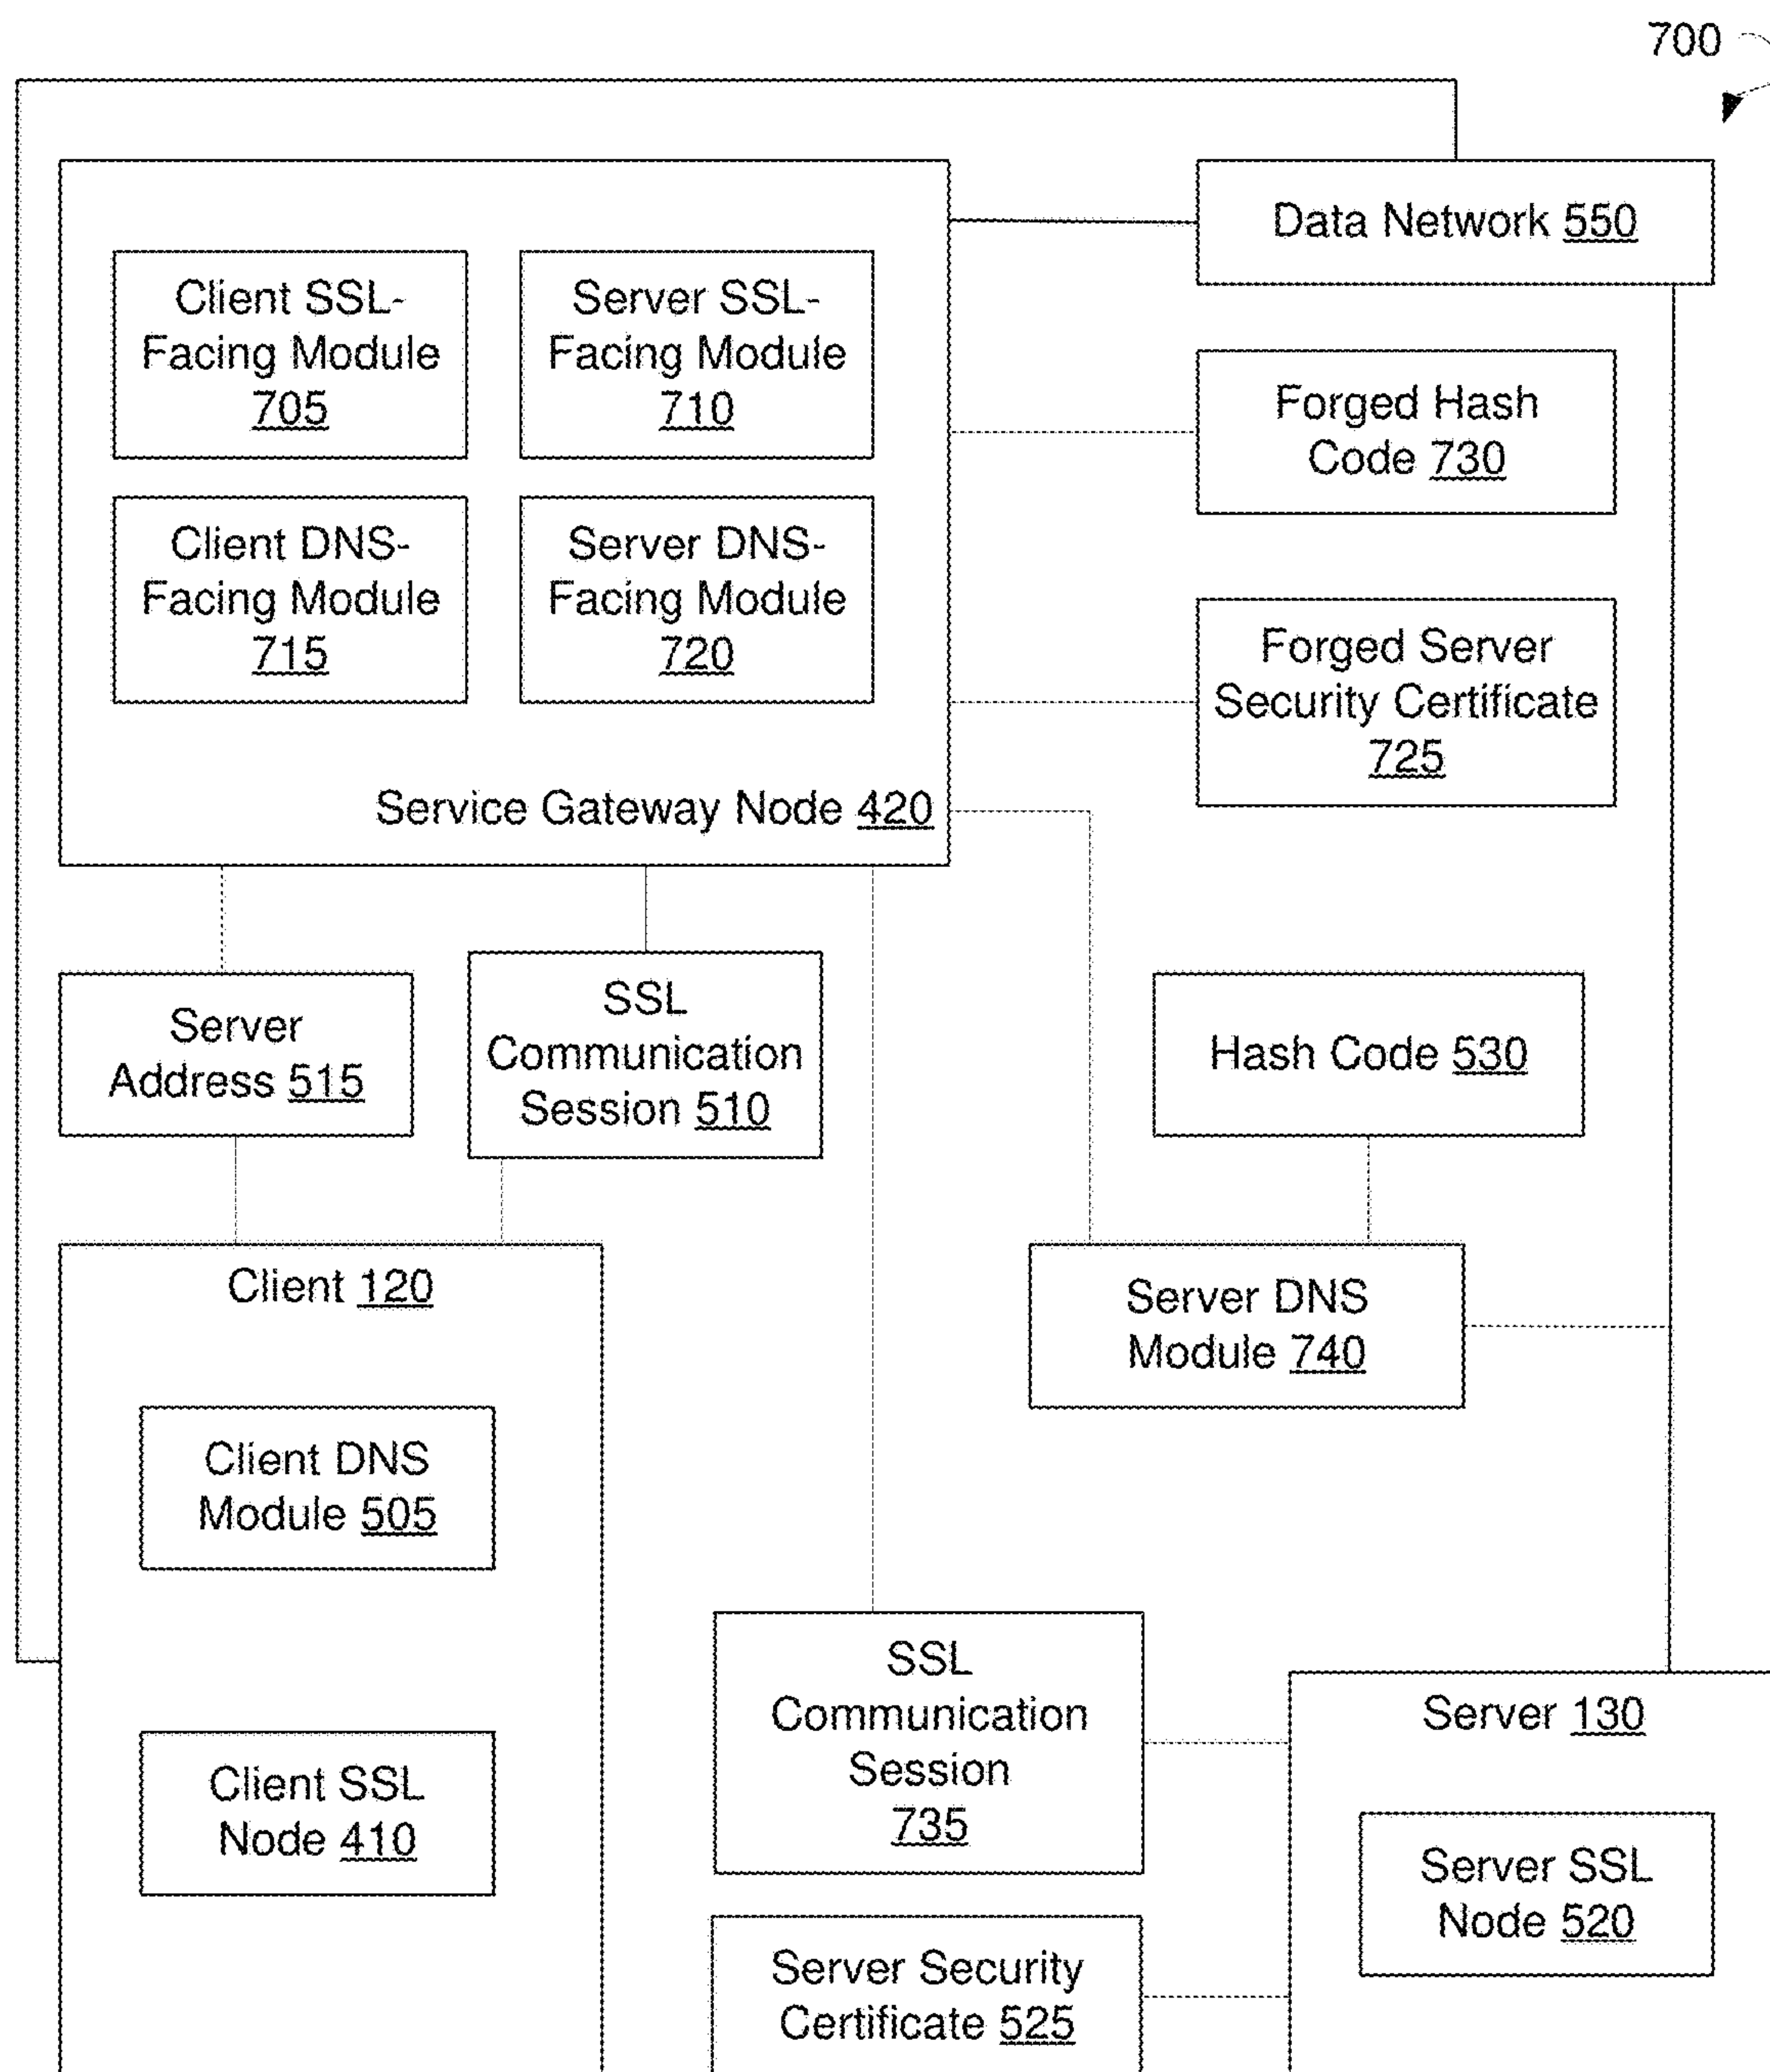 700
Data Network 550
Client SSL-
Facing Module
705
Server SSL-
Facing Module
710
Forged Hash
Code 730
Client DNS-
Facing Module
715
Server DNS-
Facing Module
720
Forged Server
Security Certificate
725
Service Gateway Node 420
Server
Address 515
SSL
Communication
Session 510
Hash Code 530
Client 120
Server DNS
Module 740
Client DNS
Module 505
SSL
Communication
Session
735
Server 130
Client SSL
Node 410
Server SSL
Node 520
Server Security
Certificate 525